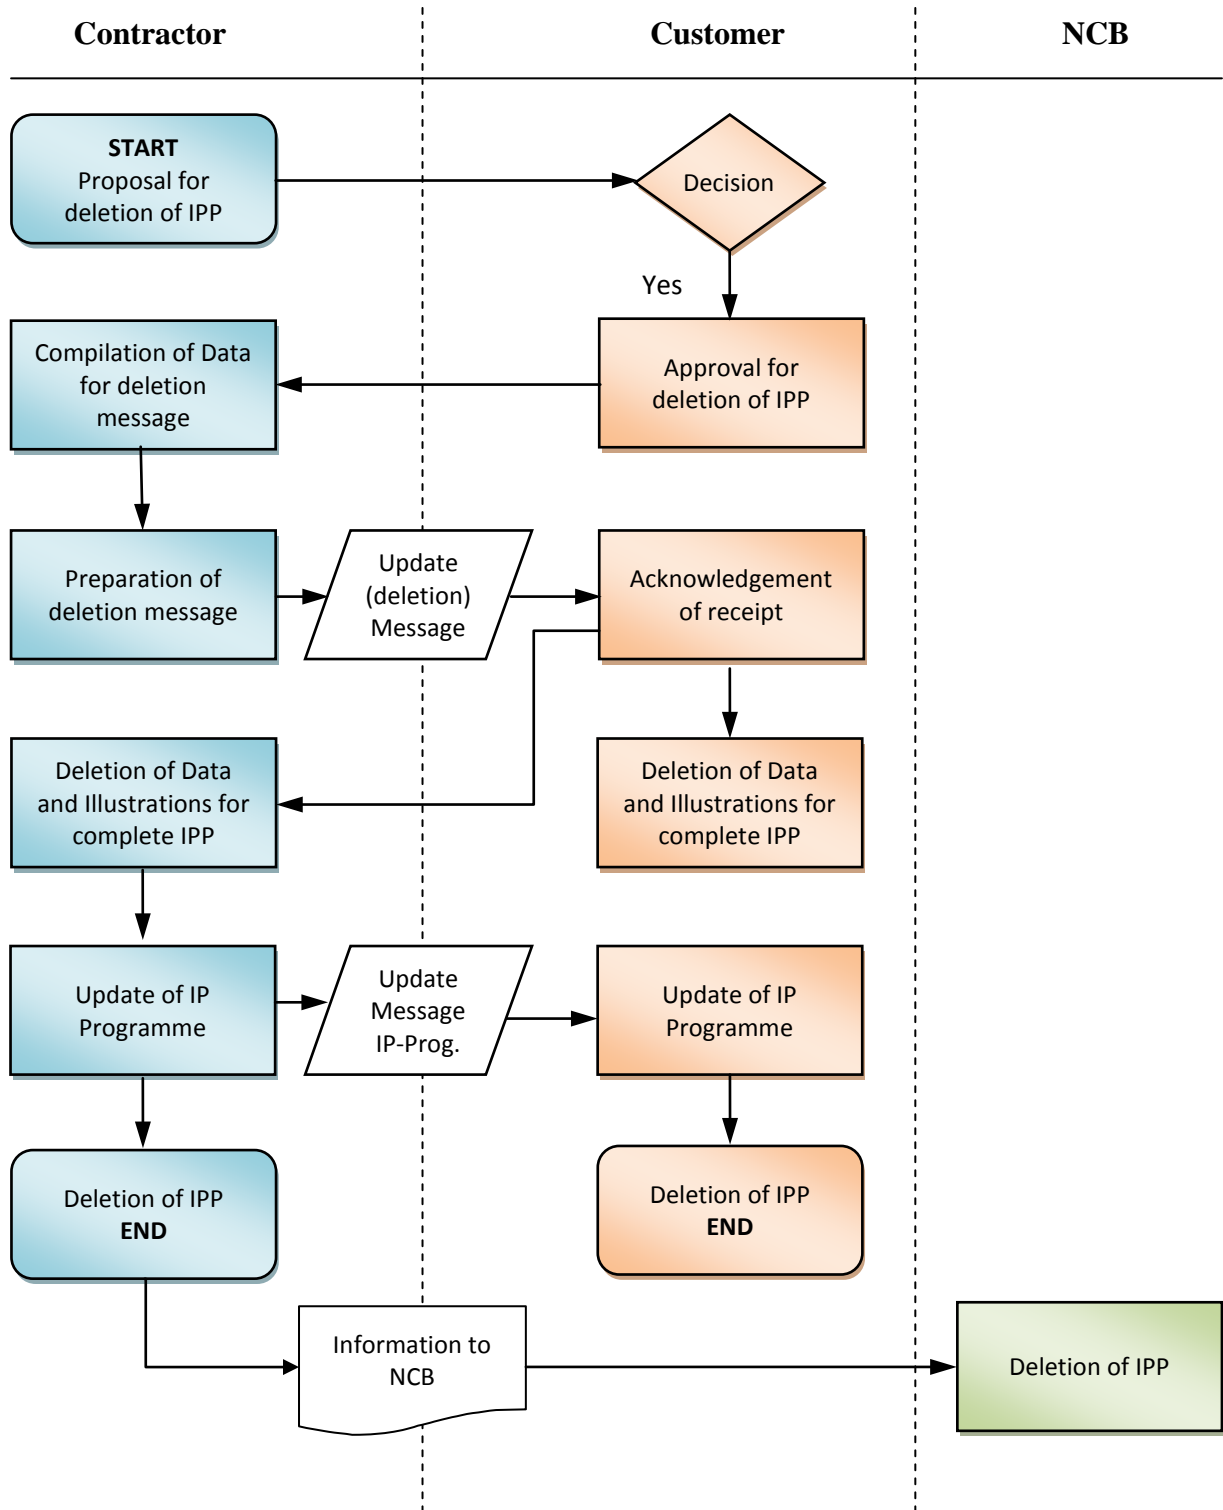 Contractor
Customer
NCB
START
Proposal for
deletion of IPP
Decision
Yes
Compilation of Data
for deletion
message
Approval for
deletion of IPP
Preparation of
deletion message
Update
(deletion)
Message
Acknowledgement
of receipt
Deletion of Data
and Illustrations for
complete IPP
Deletion of Data
and Illustrations for
complete IPP
Update of IP
Programme
Update
Message
IP-Prog.
Update of IP
Programme
Deletion of IPP
END
Deletion of IPP
END
Information to
NCB
Deletion of IPP